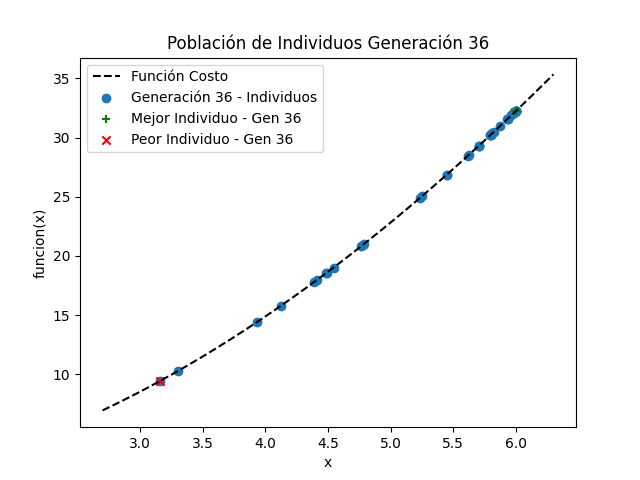 Población de Individuos Generación 36
Función Costo
Generación 36 - Individuos
Mejor Individuo - Gen 36
Peor Individuo - Gen 36
funcion(x)
35
30
25
20
15
10
3.0 3.5 4.0 4.5 5.0 5.5 6.0
x